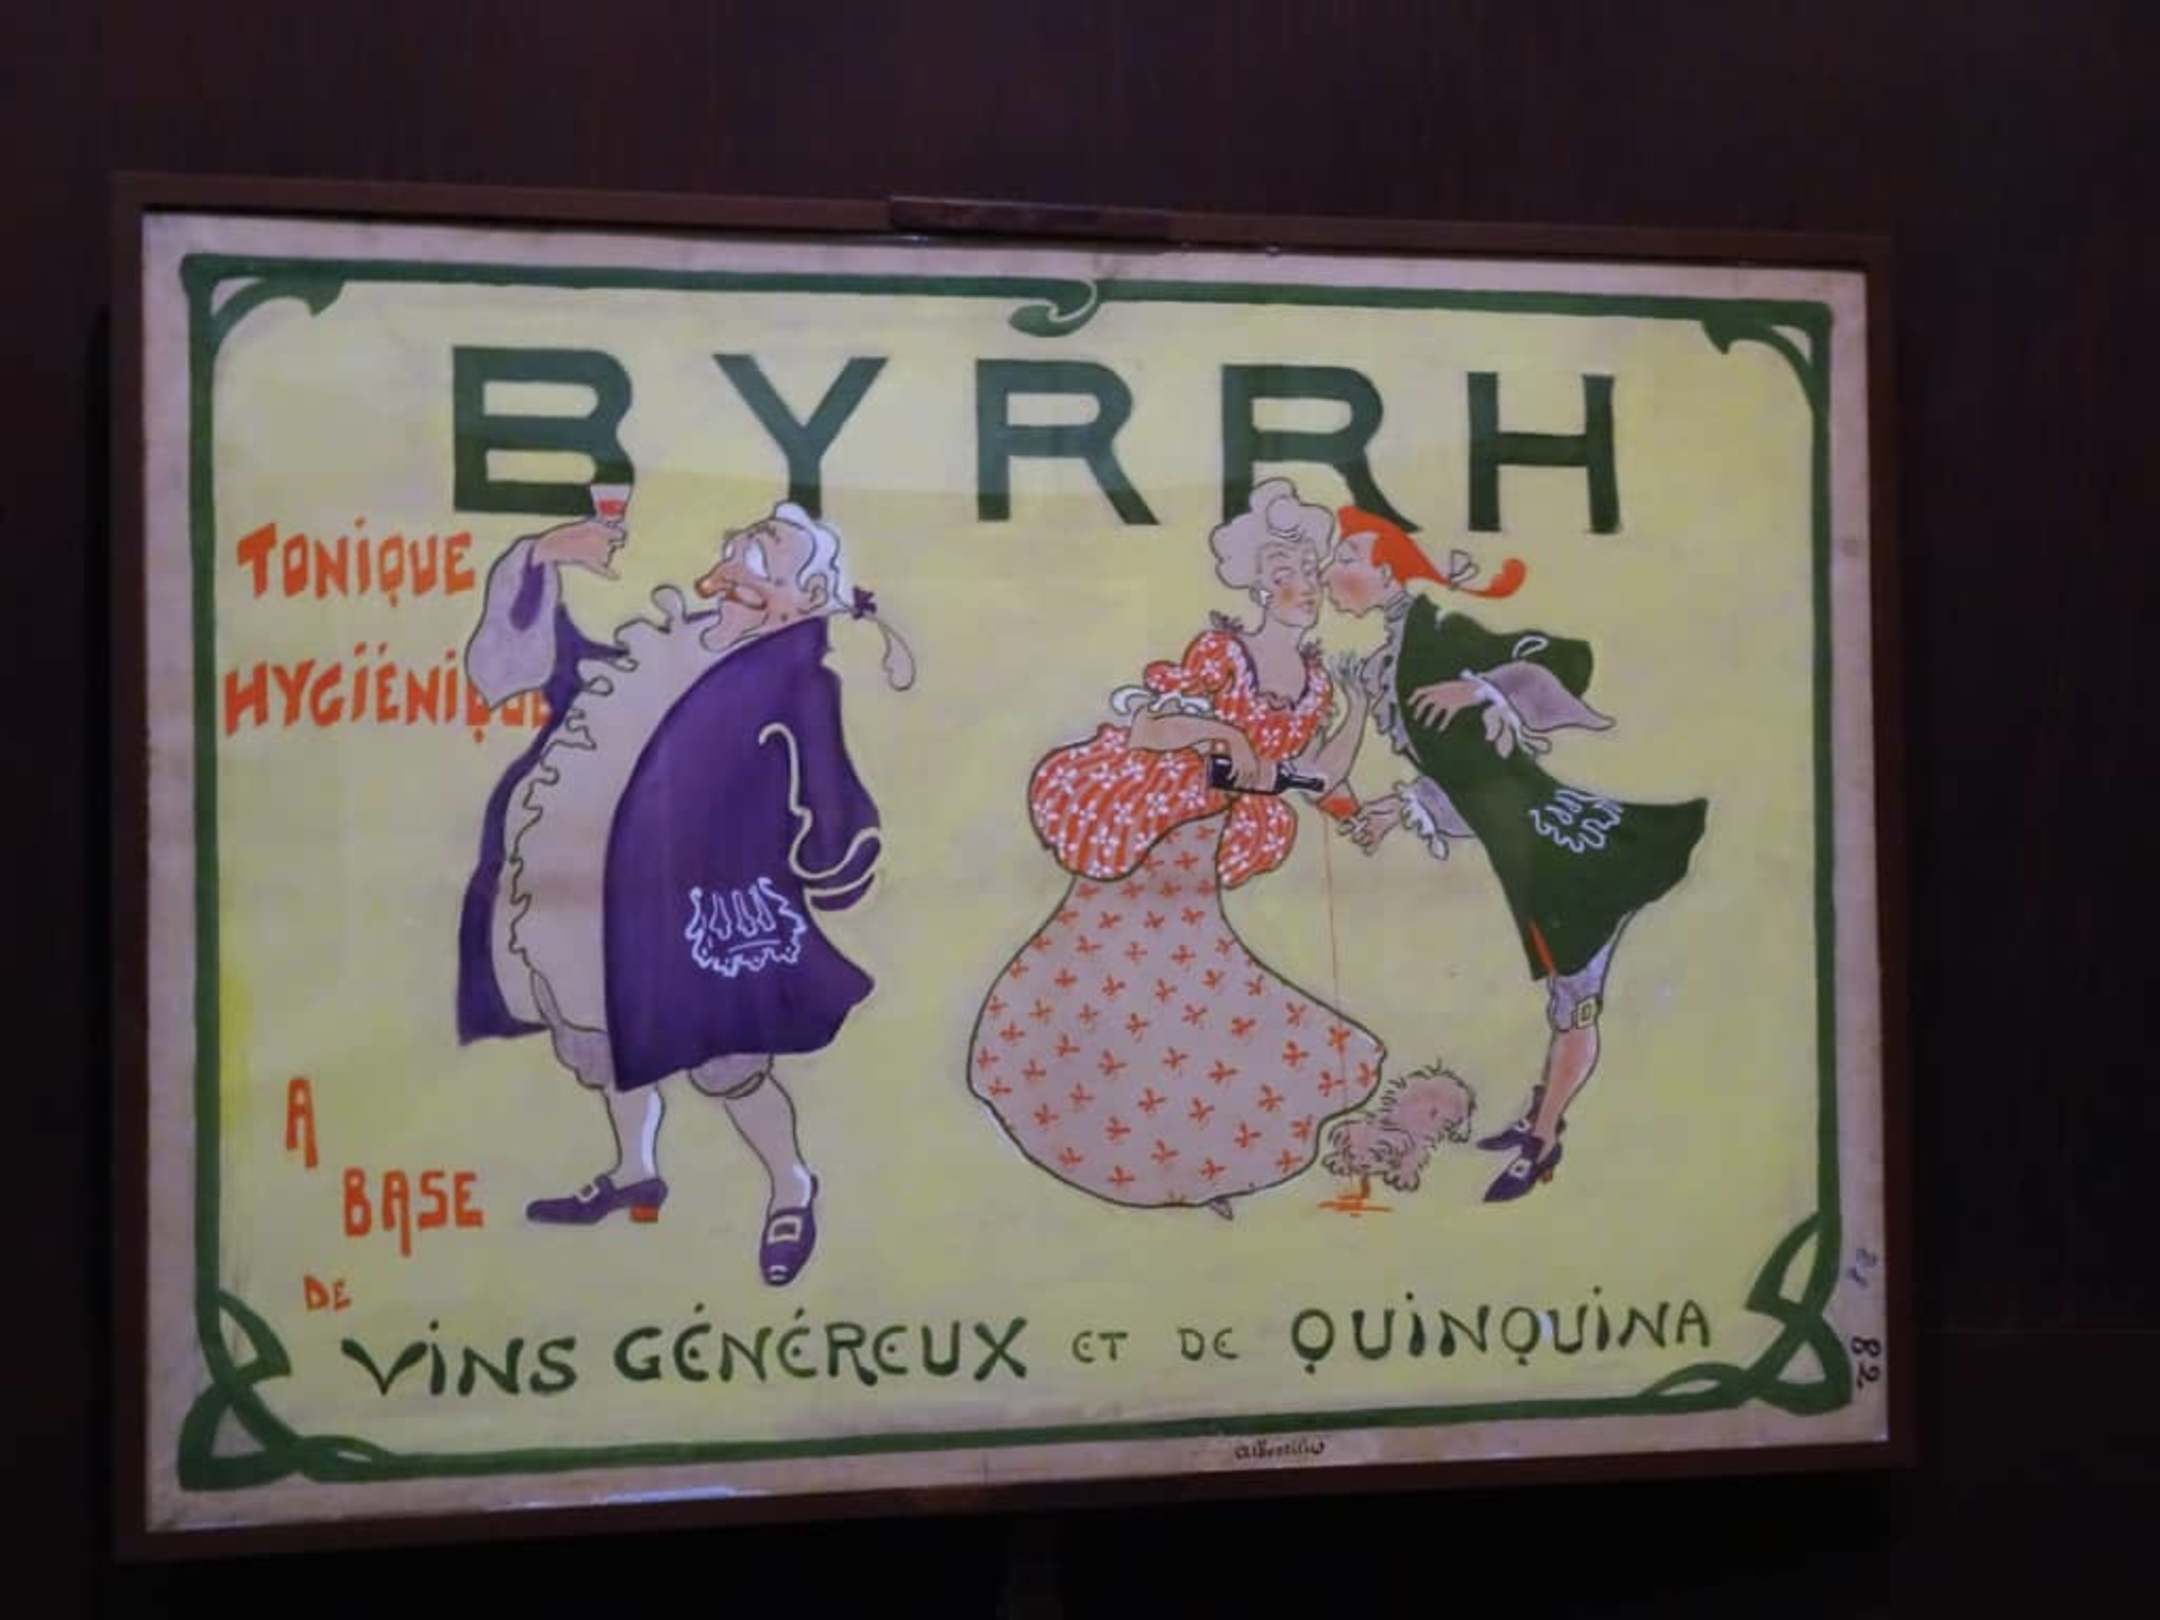 BYRRH
TONIQUE
HYGIÉNIQUE
A
BASE
DE
VINS GÉNÉREUX ET DE QUINQUINA
82